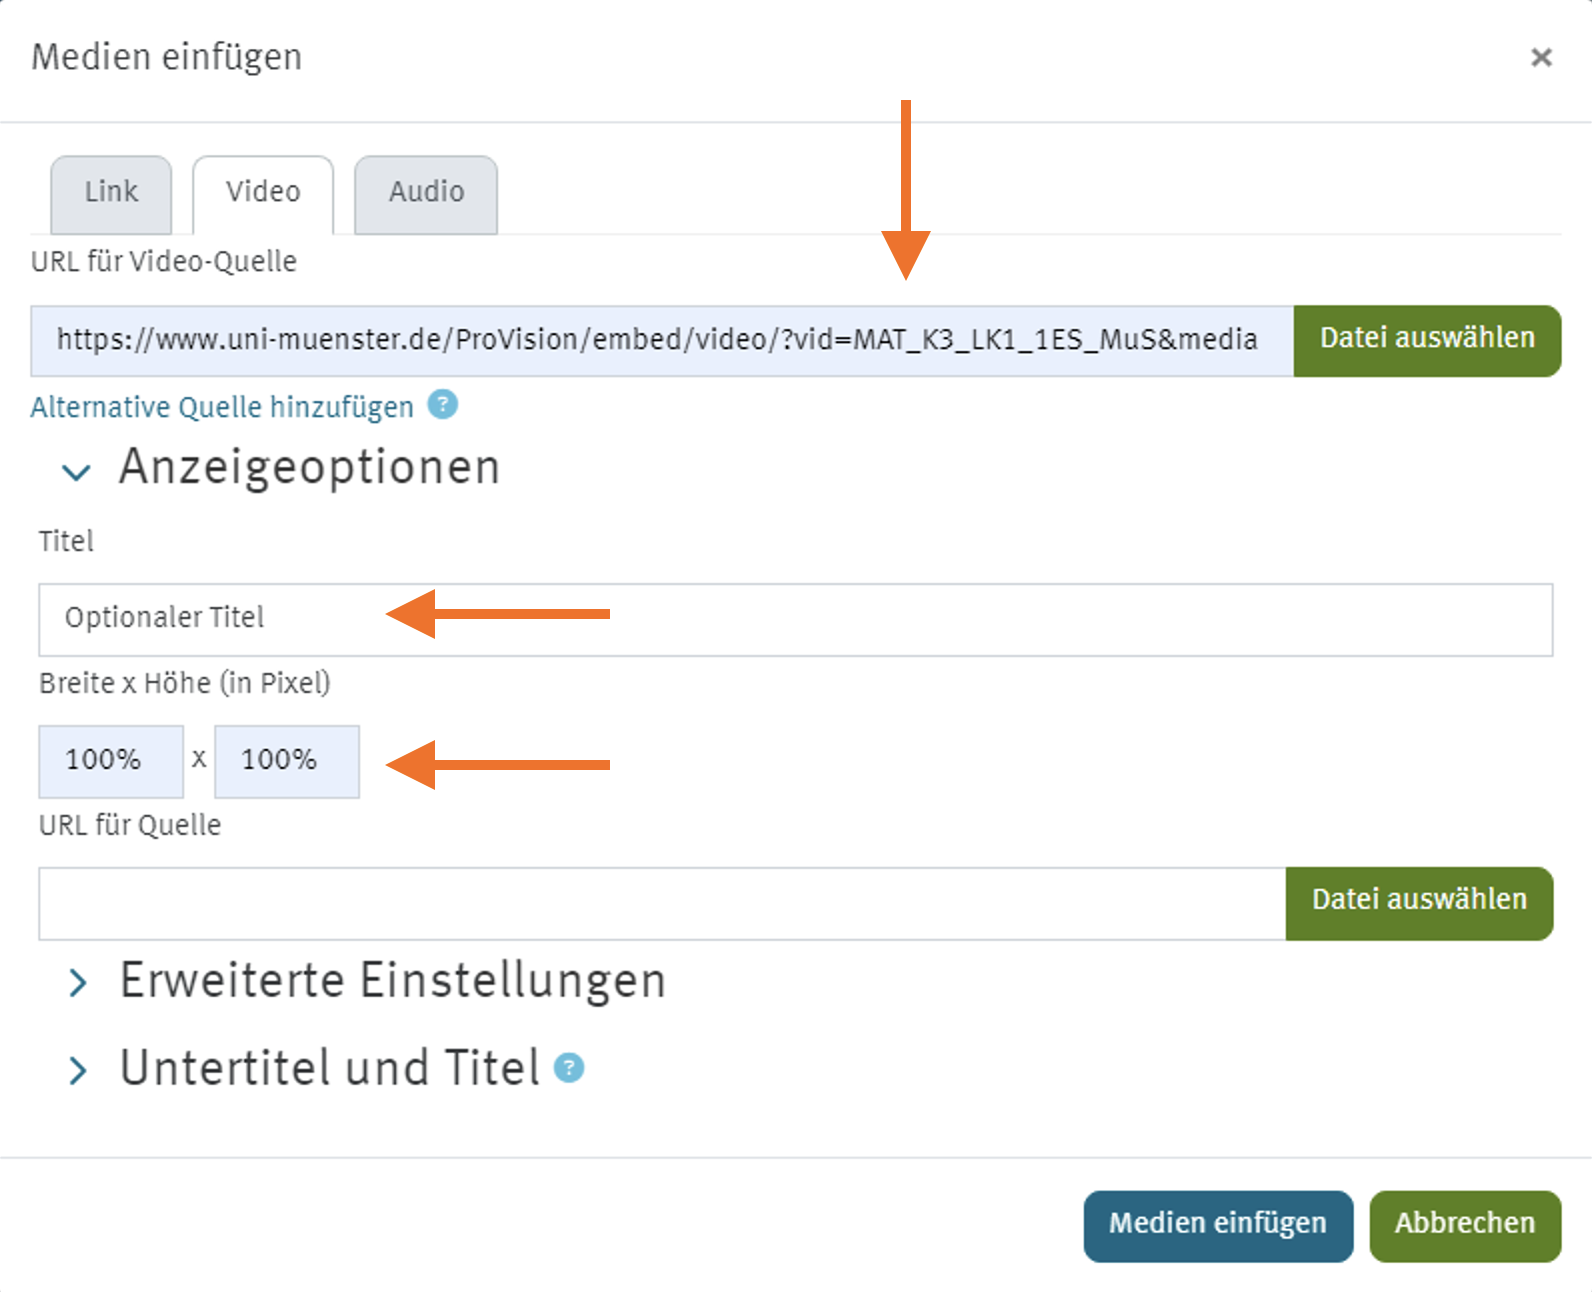 Medien einfügen ×
Link Video Audio
URL für Video-Quelle
https://www.uni-muenster.de/ProVision/embed/video/?vid=MAT_K3_LK1_1ES_MuS&media Datei auswählen
Alternative Quelle hinzufügen ?
Anzeigeoptionen
Titel
Optionaler Titel
Breite x Höhe (in Pixel)
100% x 100%
URL für Quelle
Datei auswählen
Erweiterte Einstellungen
Untertitel und Titel ?
Medien einfügen Abbrechen